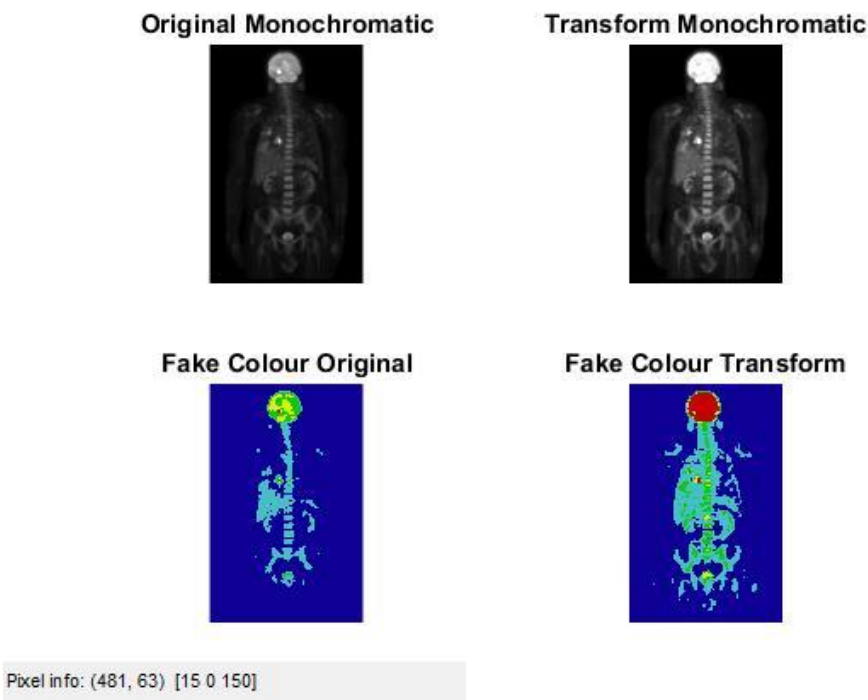 Original Monochromatic
Transform Monochromatic
Fake Colour Original
Fake Colour Transform
Pixel info: (481, 63) [15 0 150]